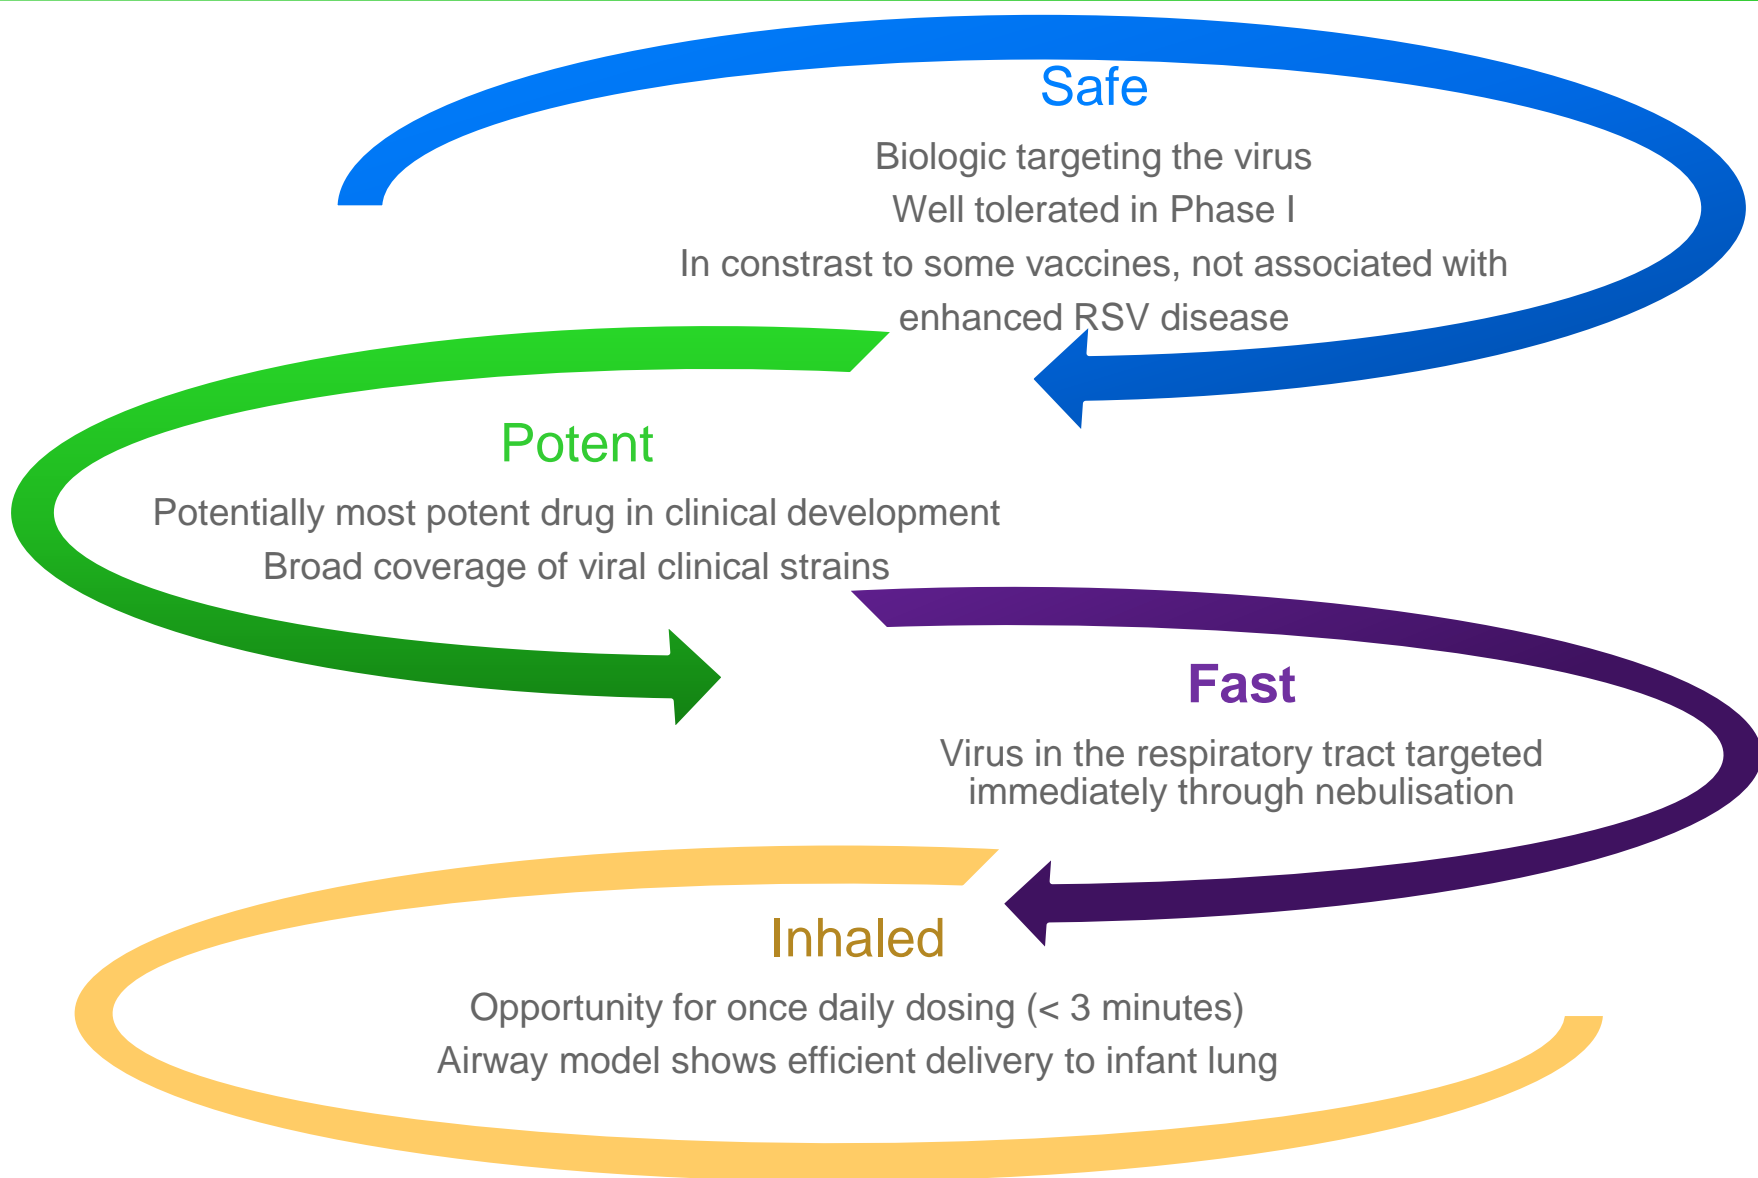 Safe
Biologic targeting the virus
Well tolerated in Phase I
In constrast to some vaccines, not associated with
enhanced RSV disease
Potent
Potentially most potent drug in clinical development
Broad coverage of viral clinical strains
Fast
Virus in the respiratory tract targeted
immediately through nebulisation
Inhaled
Opportunity for once daily dosing (< 3 minutes)
Airway model shows efficient delivery to infant lung